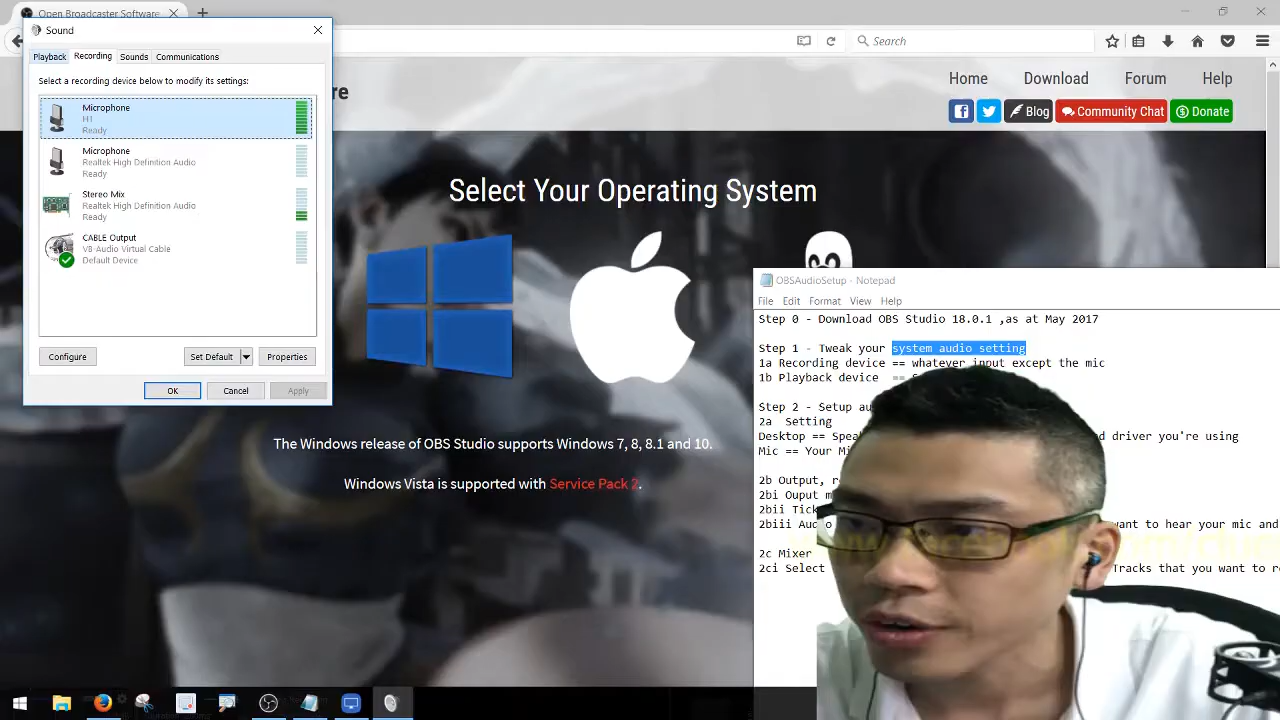 Open Broadcaster Software
Sound
Search
Playback
Recording
Sounds
Communications
Select a recording device below to modify its settings:
re
Home
Download
Forum
Help
Blog
Community Chat
Donate
Microphone
H1
Ready
Microphone
Realtek High Definition Audio
Ready
Stereo Mix
Realtek High Definition Audio
Ready
CABLE Output
VB-Audio Virtual Cable
Default Device
Configure
Set Default
Properties
OK
Cancel
Apply
Select Your Operating System
The Windows release of OBS Studio supports Windows 7, 8, 8.1 and 10.
Windows Vista is supported with Service Pack 2.
OBSAudioSetup - Notepad
File Edit Format View Help
Step 0 - Download OBS Studio 18.0.1 ,as at May 2017
Step 1 - Tweak your system audio setting
1a Recording device == whatever input except the mic
1b Playback device ==
Step 2 - Setup
2a Setting
Desktop == d driver you're using
Mic == Your
2b Output,
2bi Ouput
2bii
2biii want to hear your mic and
2c Mixer
2ci Select Tracks that you want to